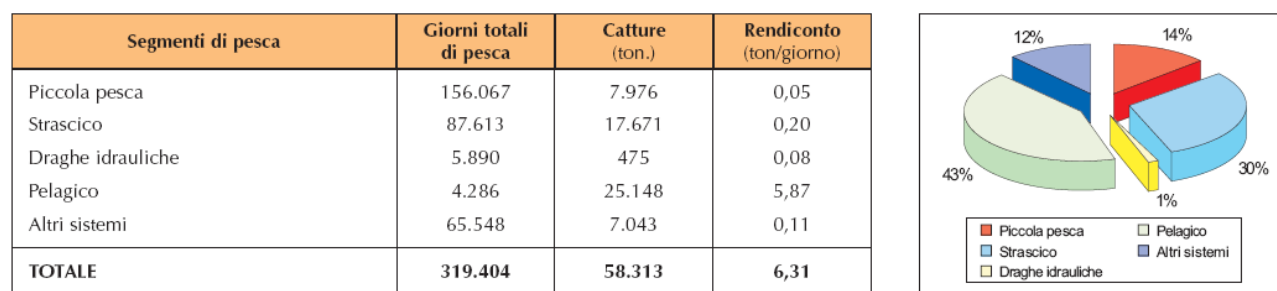 Segmenti di pesca Giorni totali di pesca Catture (ton.) Rendiconto (ton/giorno)
Piccola pesca 156.067 7.976 0,05
Strascico 87.613 17.671 0,20
Draghe idrauliche 5.890 475 0,08
Pelagico 4.286 25.148 5,87
Altri sistemi 65.548 7.043 0,11
TOTALE 319.404 58.313 6,31
12% 14%
43% 30%
1%
Piccola pesca Pelagico
Strascico Altri sistemi
Draghe idrauliche